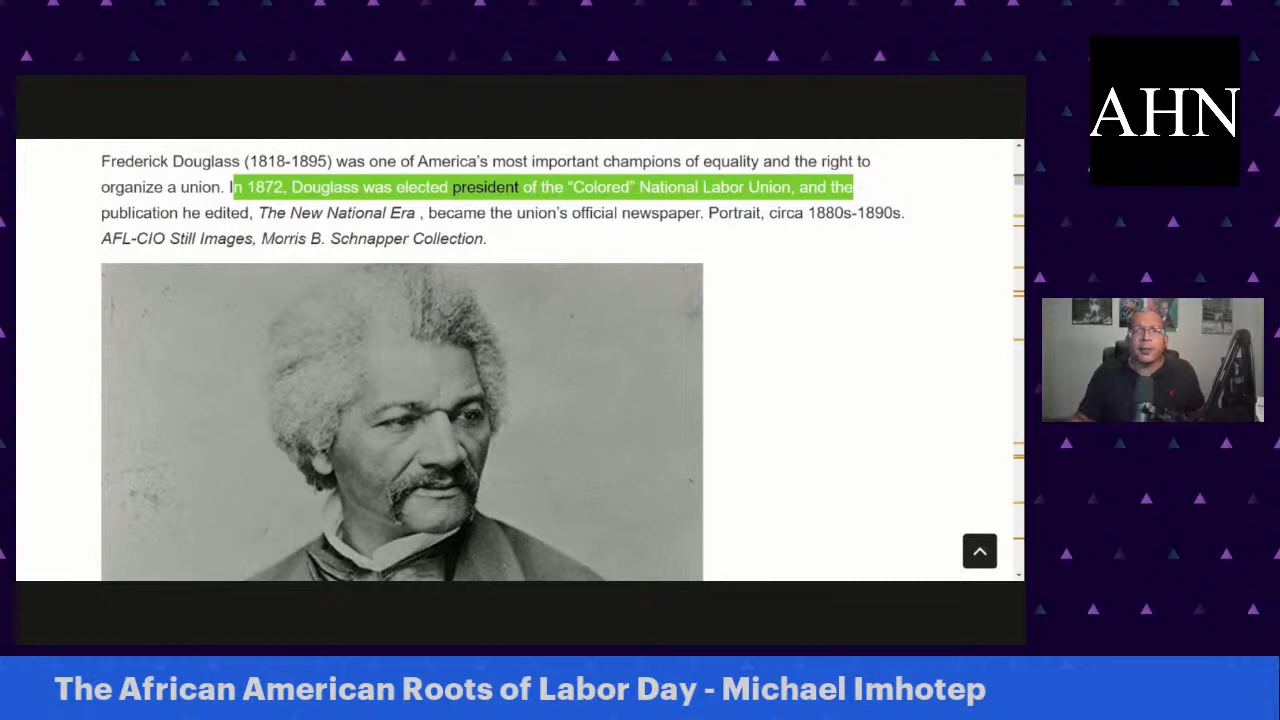 Frederick Douglass (1818-1895) was one of America's most important champions of equality and the right to
organize a union. In 1872, Douglass was elected president of the “Colored” National Labor Union, and the
publication he edited, The New National Era , became the union's official newspaper. Portrait, circa 1880s-1890s.
AFL-CIO Still Images, Morris B. Schnapper Collection.
AHN
The African American Roots of Labor Day - Michael Imhotep